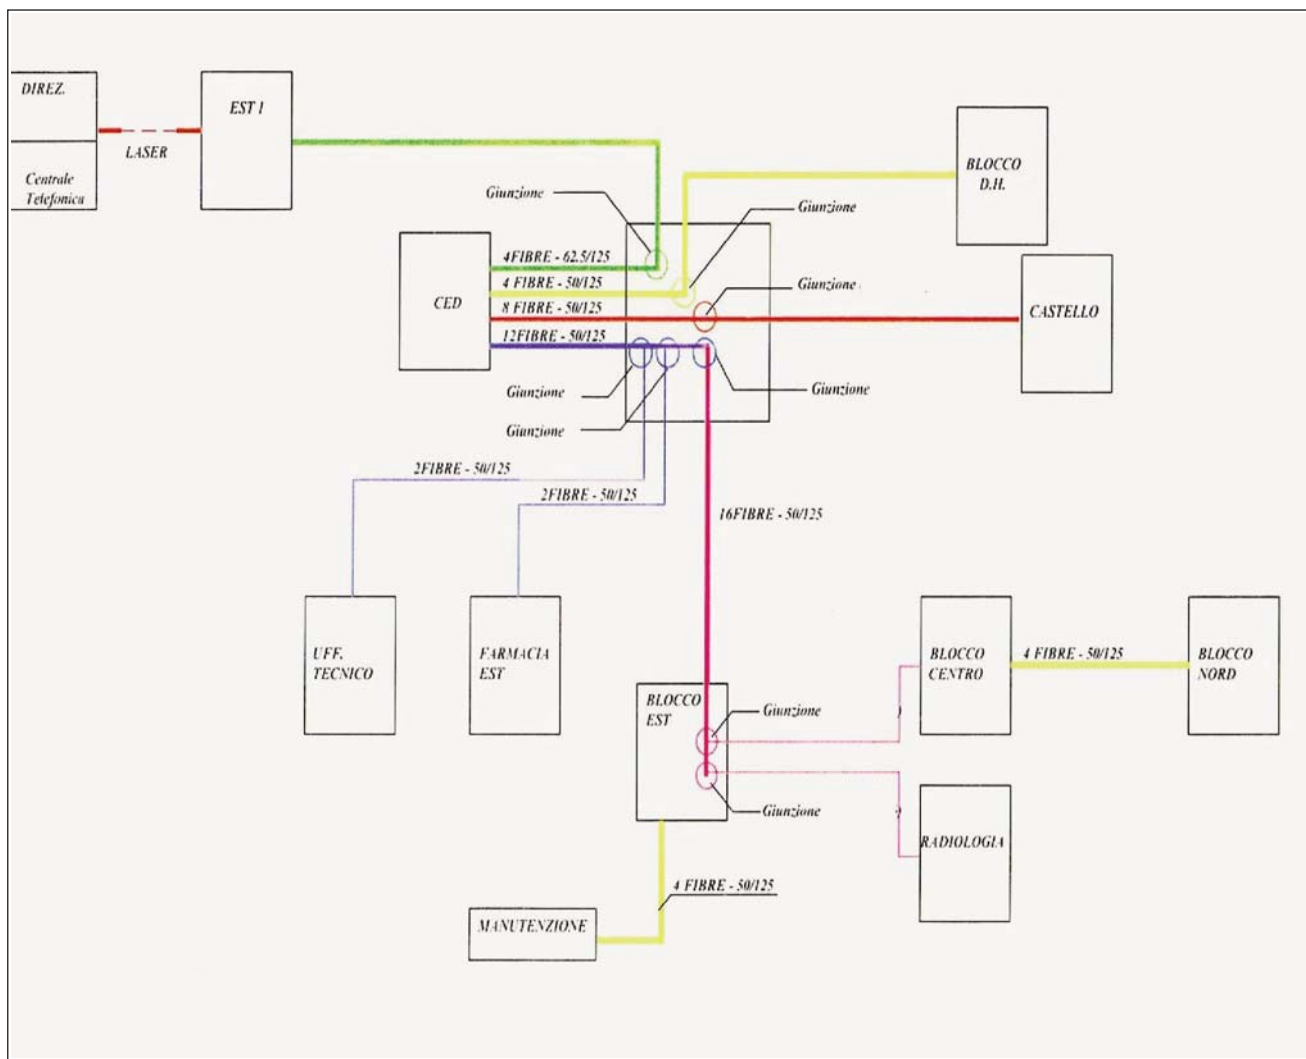 DIREZ.
EST 1
LASER
Centrale
Telefonica
BLOCCO
D.H.
Giunzione
Giunzione
4FIBRE - 62.5/125
4 FIBRE - 50/125
CED
8 FIBRE - 50/125
Giunzione
CASTELLO
12FIBRE - 50/125
Giunzione
Giunzione
Giunzione
2FIBRE - 50/125
2FIBRE - 50/125
16FIBRE - 50/125
UFF.
TECNICO
FARMACIA
EST
BLOCCO
EST
Giunzione
BLOCCO
CENTRO
4 FIBRE - 50/125
BLOCCO
NORD
Giunzione
RADIOLOGIA
4 FIBRE - 50/125
MANUTENZIONE